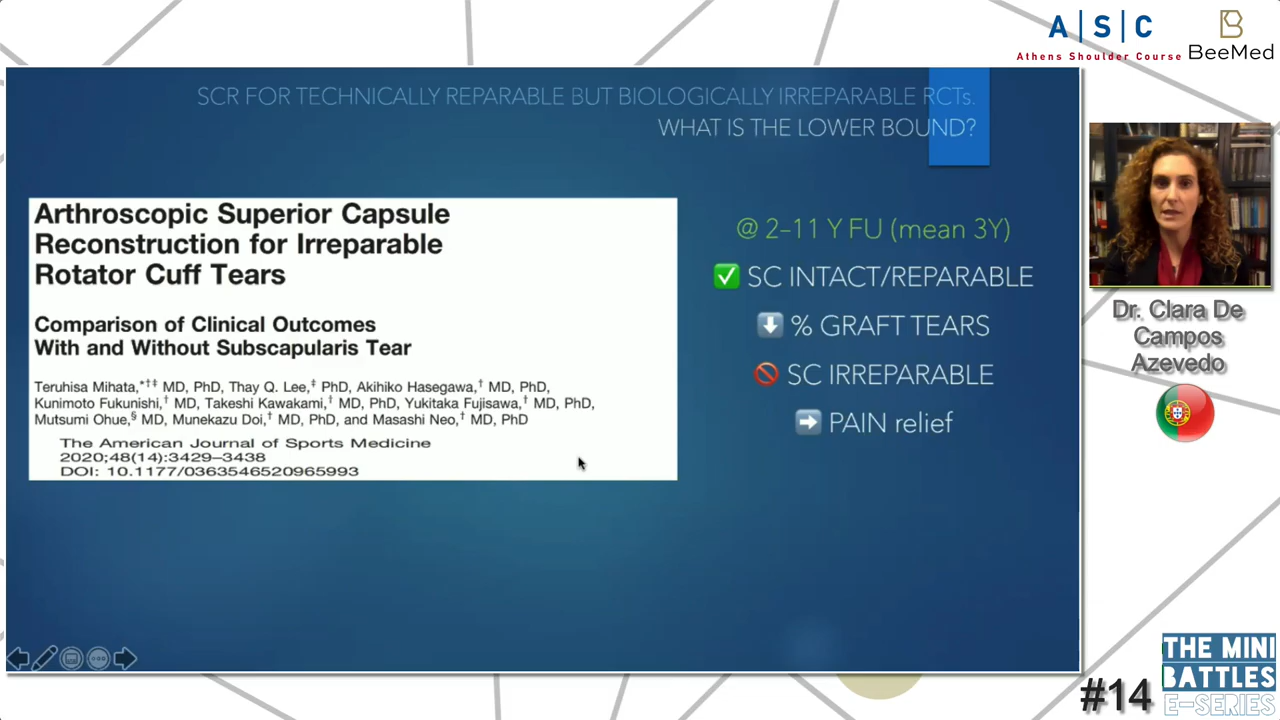 A|S|C
Athens Shoulder Course
BeeMed
SCR FOR TECHNICALLY REPARABLE BUT BIOLOGICALLY IRREPARABLE RCTs.
WHAT IS THE LOWER BOUND?
Arthroscopic Superior Capsule
Reconstruction for Irreparable
Rotator Cuff Tears
Comparison of Clinical Outcomes
With and Without Subscapularis Tear
Teruhisa Mihata,*†‡ MD, PhD, Thay Q. Lee,‡ PhD, Akihiko Hasegawa,† MD, PhD,
Kunimoto Fukunishi,† MD, Takeshi Kawakami,† MD, PhD, Yukitaka Fujisawa,† MD, PhD,
Mutsumi Ohue,§ MD, Munekazu Doi,† MD, PhD, and Masashi Neo,† MD, PhD
The American Journal of Sports Medicine
2020;48(14):3429–3438
DOI: 10.1177/0363546520965993
@ 2–11 Y FU (mean 3Y)
✅ SC INTACT/REPARABLE
⬇️ % GRAFT TEARS
🚫 SC IRREPARABLE
➡️ PAIN relief
Dr. Clara De
Campos
Azevedo
#14
THE MINI
BATTLES
E-SERIES